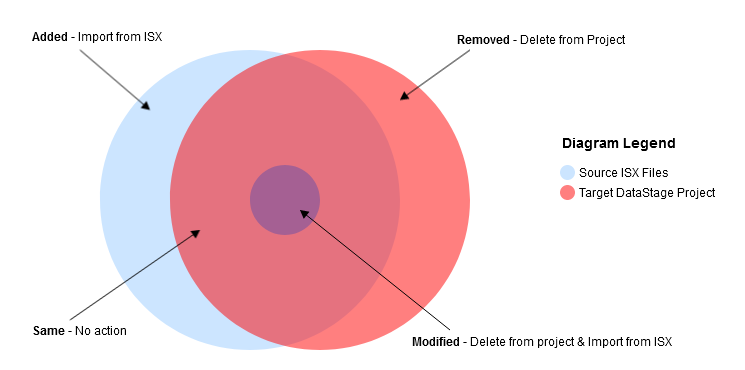 Added - Import from ISX
Removed - Delete from Project
Diagram Legend
Source ISX Files
Target DataStage Project
Same - No action
Modified - Delete from project & Import from ISX